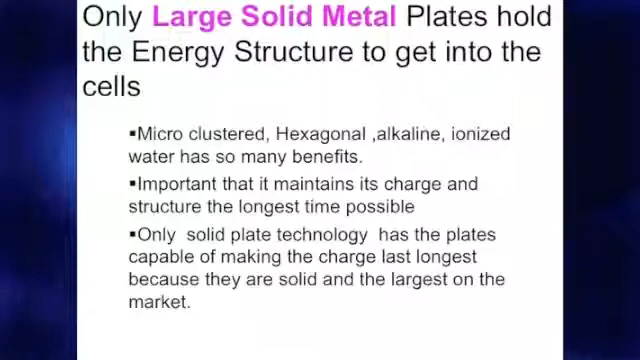 Only Large Solid Metal Plates hold
the Energy Structure to get into the
cells
▪Micro clustered, Hexagonal ,alkaline, ionized
water has so many benefits.
▪Important that it maintains its charge and
structure the longest time possible
▪Only solid plate technology has the plates
capable of making the charge last longest
because they are solid and the largest on the
market.